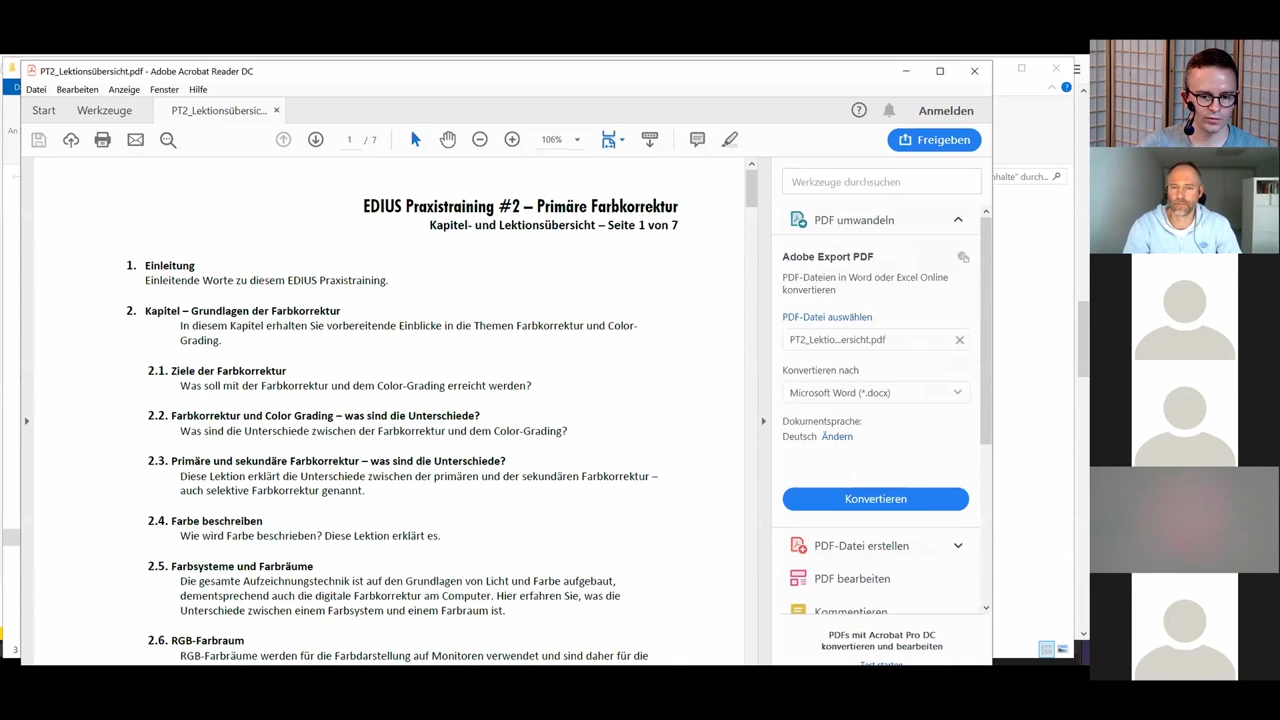 PT2_Lektionsübersicht.pdf - Adobe Acrobat Reader DC
Datei Bearbeiten Anzeige Fenster Hilfe
Start Werkzeuge PT2_Lektionsübersic... ×
Anmelden
1 / 7
106%
Freigeben
EDIUS Praxistraining #2 – Primäre Farbkorrektur
Kapitel- und Lektionsübersicht – Seite 1 von 7
1. Einleitung
Einleitende Worte zu diesem EDIUS Praxistraining.
2. Kapitel – Grundlagen der Farbkorrektur
In diesem Kapitel erhalten Sie vorbereitende Einblicke in die Themen Farbkorrektur und Color-
Grading.
2.1. Ziele der Farbkorrektur
Was soll mit der Farbkorrektur und dem Color-Grading erreicht werden?
2.2. Farbkorrektur und Color Grading – was sind die Unterschiede?
Was sind die Unterschiede zwischen der Farbkorrektur und dem Color-Grading?
2.3. Primäre und sekundäre Farbkorrektur – was sind die Unterschiede?
Diese Lektion erklärt die Unterschiede zwischen der primären und der sekundären Farbkorrektur –
auch selektive Farbkorrektur genannt.
2.4. Farbe beschreiben
Wie wird Farbe beschrieben? Diese Lektion erklärt es.
2.5. Farbsysteme und Farbräume
Die gesamte Aufzeichnungstechnik ist auf den Grundlagen von Licht und Farbe aufgebaut,
dementsprechend auch die digitale Farbkorrektur am Computer. Hier erfahren Sie, was die
Unterschiede zwischen einem Farbsystem und einem Farbraum ist.
2.6. RGB-Farbraum
RGB-Farbräume werden für die Farbdarstellung auf Monitoren verwendet und sind daher für die
Werkzeuge durchsuchen
PDF umwandeln
Adobe Export PDF
PDF-Dateien in Word oder Excel Online
konvertieren
PDF-Datei auswählen
PT2_Lektio...ersicht.pdf
Konvertieren nach
Microsoft Word (*.docx)
Dokumentsprache:
Deutsch Ändern
Konvertieren
PDF-Datei erstellen
PDF bearbeiten
Kommentieren
PDFs mit Acrobat Pro DC
konvertieren und bearbeiten
Test starten
nhalte" durch...
An
3